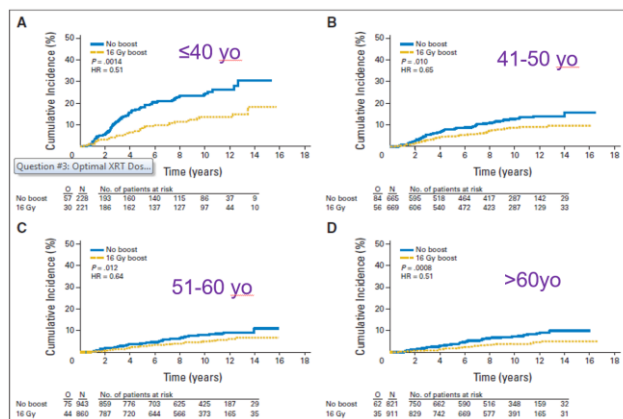 A
Cumulative Incidence (%)
50
40
30
20
10
No boost
16 Gy boost
P = .0014
HR = 0.51
≤40 yo
0 2 4 6 8 10 12 14 16 18
Time (years)
Question #3: Optimal XRT Dos...
O N No. of patients at risk
No boost 57 228 193 160 140 115 86 37 9
16 Gy 30 221 186 162 137 127 97 44 10
B
Cumulative Incidence (%)
50
40
30
20
10
No boost
16 Gy boost
P = .010
HR = 0.65
41-50 yo
0 2 4 6 8 10 12 14 16 18
Time (years)
O N No. of patients at risk
No boost 84 665 595 518 464 417 287 142 29
16 Gy 56 669 606 540 472 423 287 129 33
C
Cumulative Incidence (%)
50
40
30
20
10
No boost
16 Gy boost
P = .012
HR = 0.64
51-60 yo
0 2 4 6 8 10 12 14 16 18
Time (years)
O N No. of patients at risk
No boost 75 943 859 776 703 625 425 187 29
16 Gy 44 860 787 720 644 566 373 165 35
D
Cumulative Incidence (%)
50
40
30
20
10
No boost
16 Gy boost
P = .0008
HR = 0.51
>60yo
0 2 4 6 8 10 12 14 16 18
Time (years)
O N No. of patients at risk
No boost 62 821 750 662 590 516 348 159 32
16 Gy 35 911 829 742 669 577 391 165